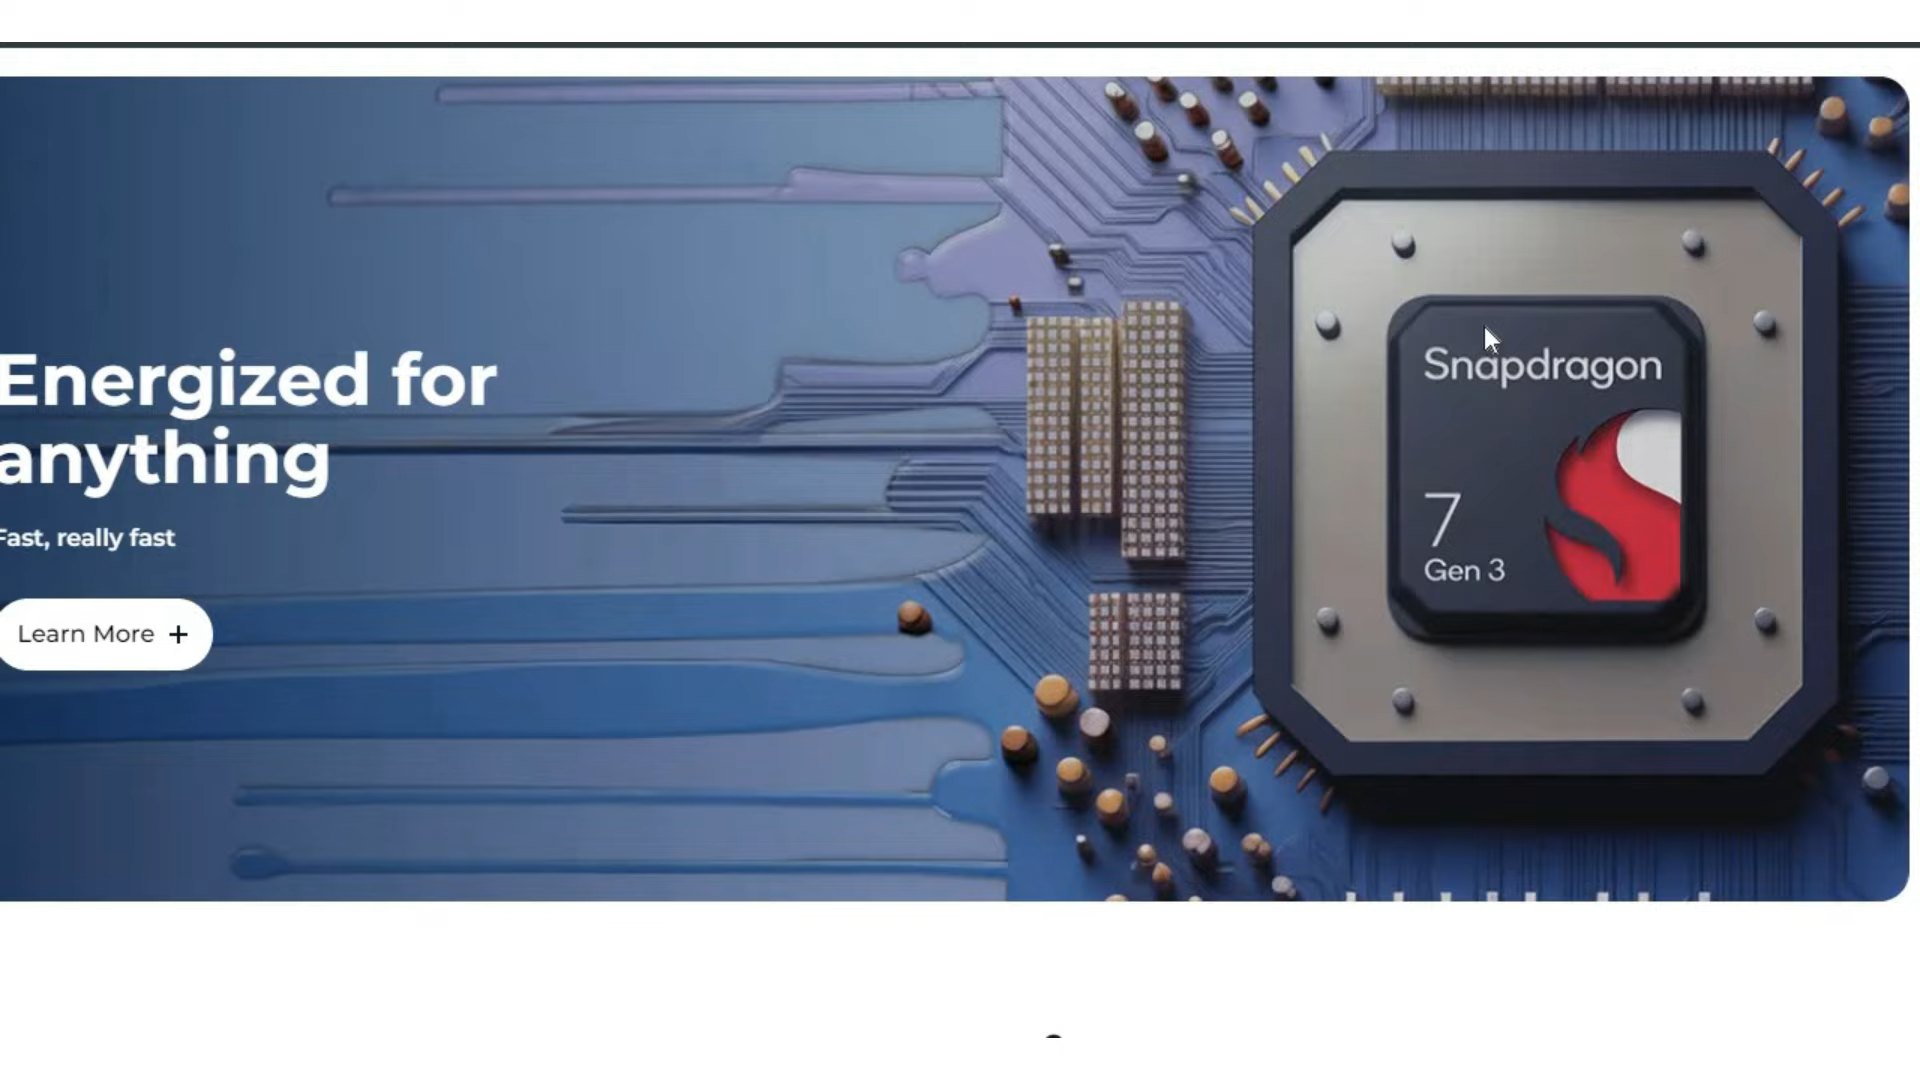 Energized for
anything
Fast, really fast
Learn More +
Snapdragon
7
Gen 3